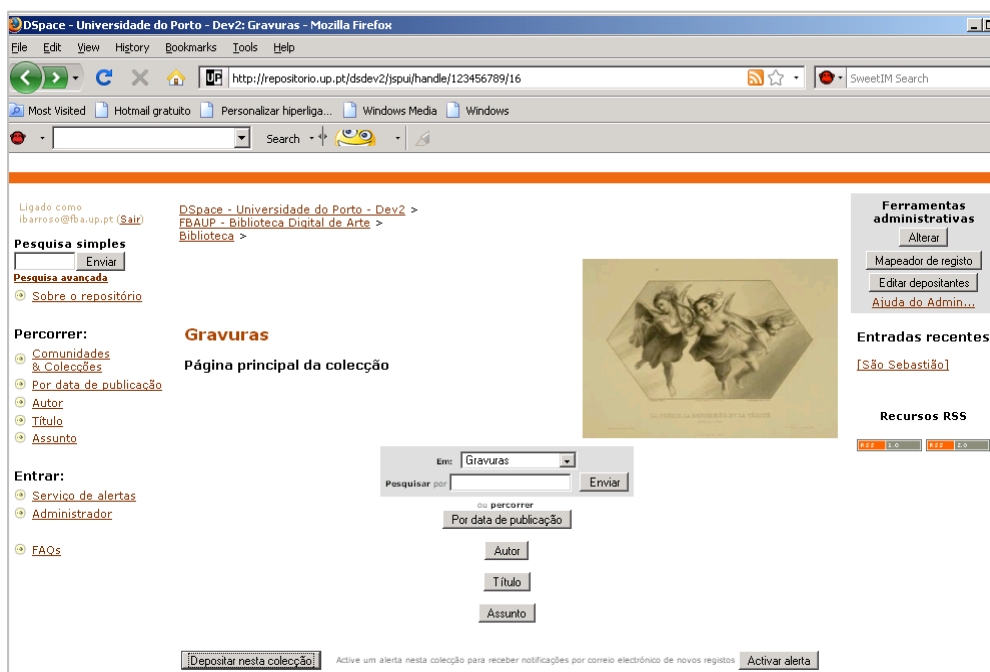 DSpace - Universidade do Porto - Dev2: Gravuras - Mozilla Firefox
File Edit View History Bookmarks Tools Help
UP http://repositorio.up.pt/dsdev2/jspui/handle/123456789/16 SweetIM Search
Most Visited Hotmail gratuito Personalizar hiperliga... Windows Media Windows
Search
Ligado como
ibarroso@fba.up.pt (Sair)
Pesquisa simples
Enviar
Pesquisa avançada
Sobre o repositório
Percorrer:
Comunidades
& Colecções
Por data de publicação
Autor
Título
Assunto
Entrar:
Serviço de alertas
Administrador
FAQs
DSpace - Universidade do Porto - Dev2 >
FBAUP - Biblioteca Digital de Arte >
Biblioteca >
Gravuras
Página principal da colecção
Em: Gravuras
Pesquisar por Enviar
ou percorrer
Por data de publicação
Autor
Título
Assunto
Depositar nesta colecção Active um alerta nesta colecção para receber notificações por correio electrónico de novos registos Activar alerta
Ferramentas
administrativas
Alterar
Mapeador de registo
Editar depositantes
Ajuda do Admin...
Entradas recentes
[São Sebastião]
Recursos RSS
RSS 1.0 RSS 2.0